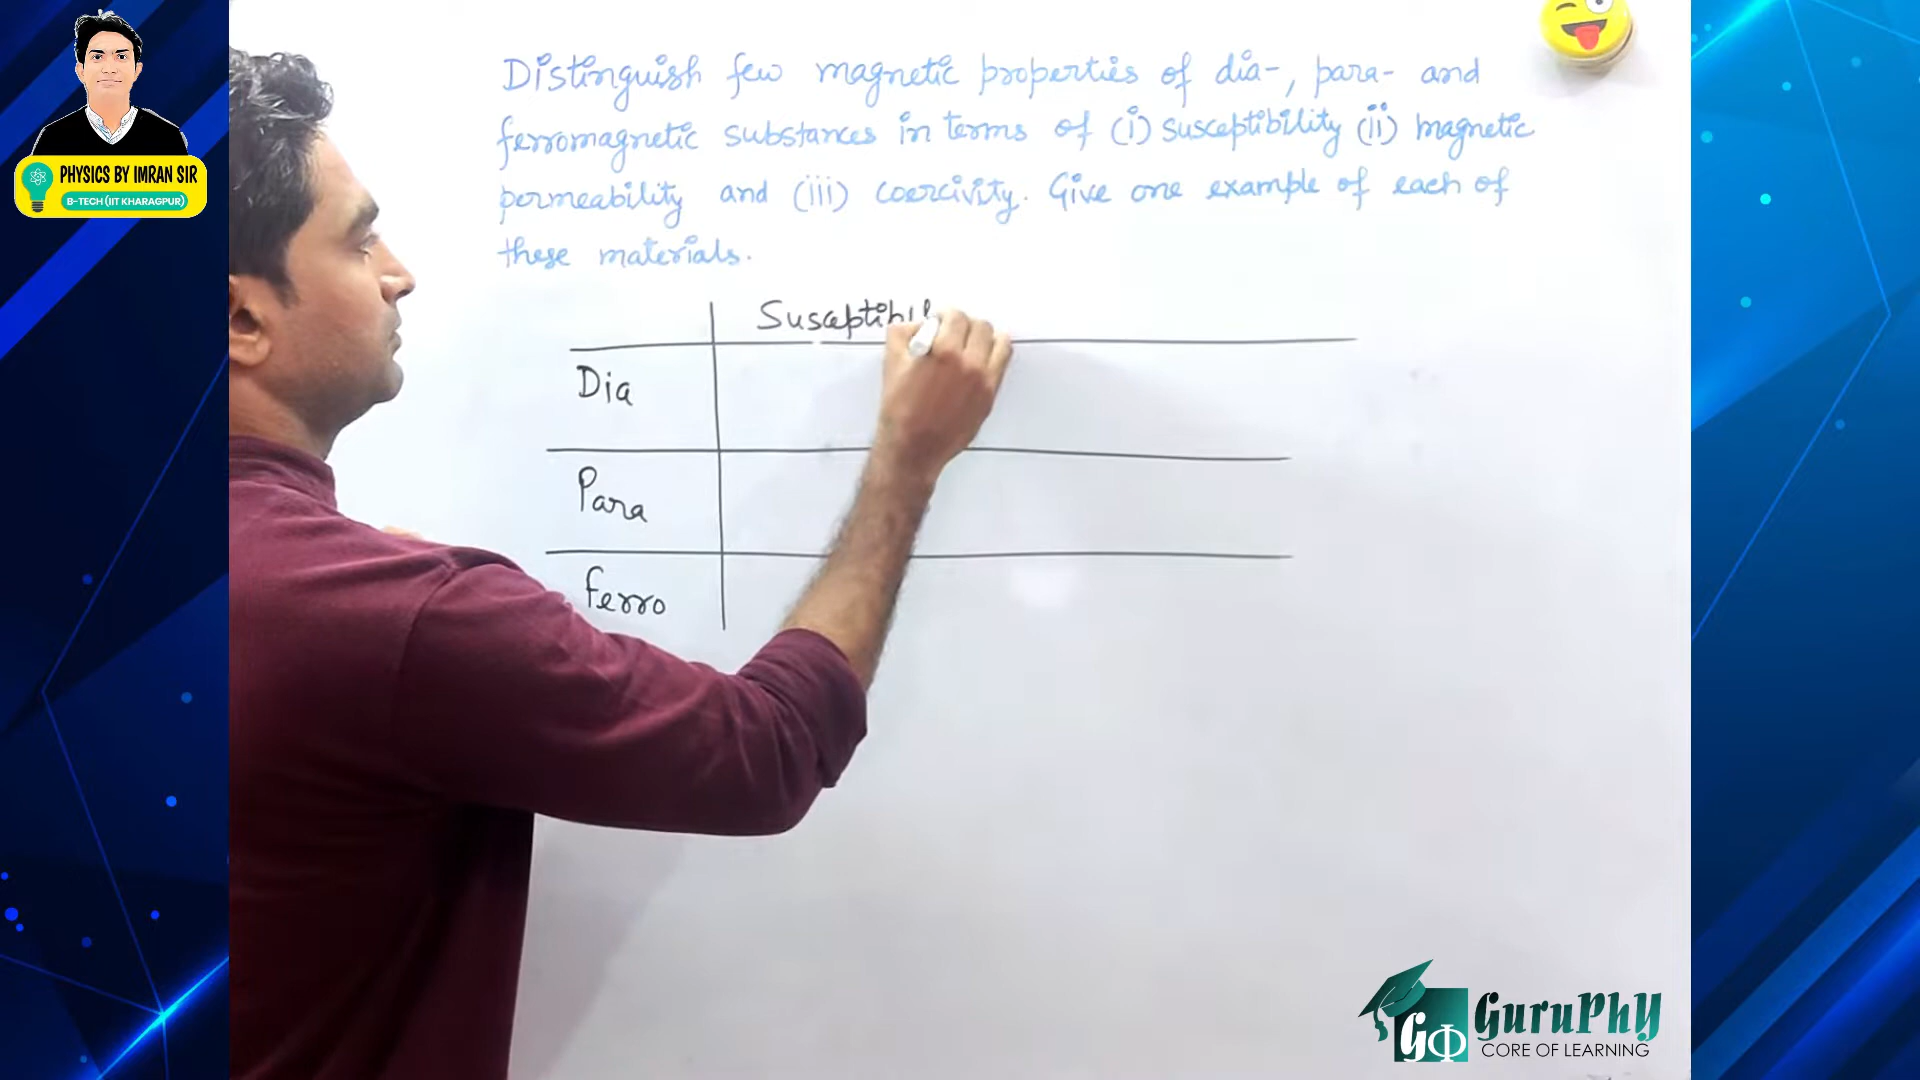 Distinguish few magnetic properties of dia-, para- and
ferromagnetic substances in terms of (i) susceptibility (ii) magnetic
permeability and (iii) coercivity. Give one example of each of
these materials.
PHYSICS BY IMRAN SIR
B-TECH (IIT KHARAGPUR)
Susceptibil
Dia
Para
Ferro
GΦ GuruPhy
CORE OF LEARNING